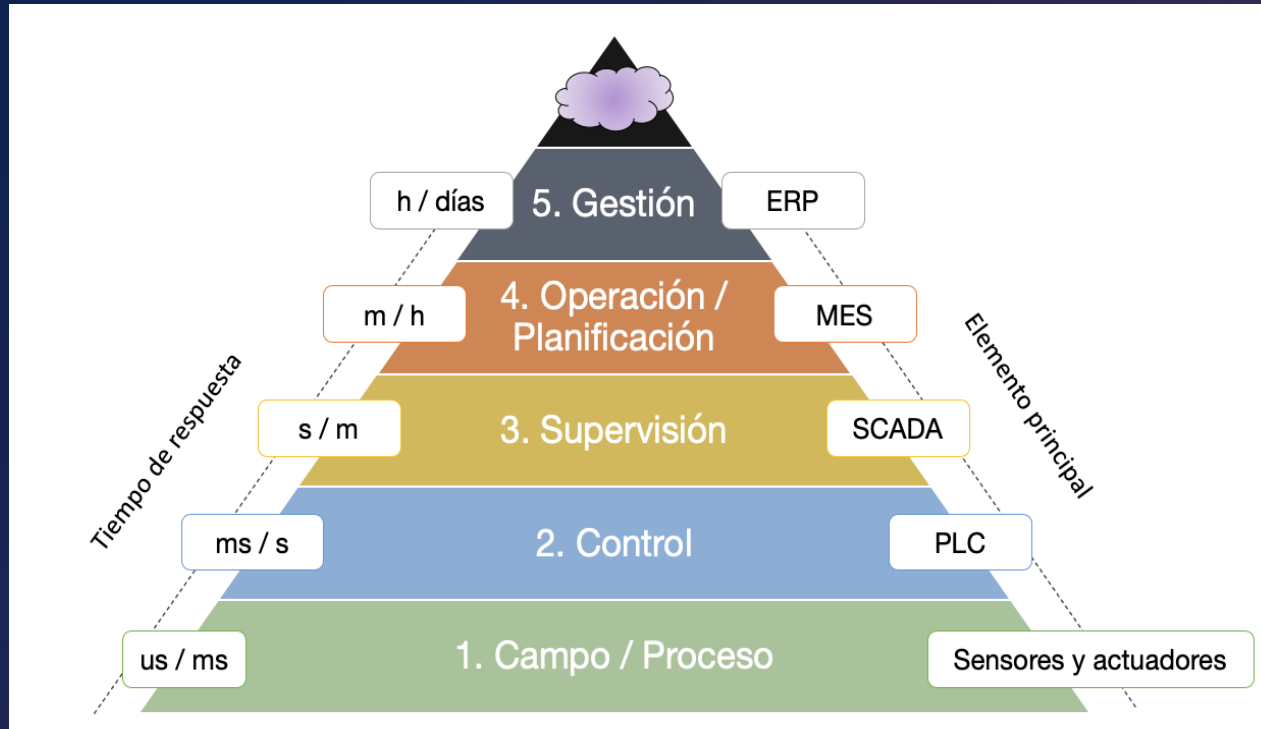 h / días
5. Gestión
ERP
m / h
4. Operación /
Planificación
MES
s / m
3. Supervisión
SCADA
ms / s
2. Control
PLC
us / ms
1. Campo / Proceso
Sensores y actuadores
Tiempo de respuesta
Elemento principal